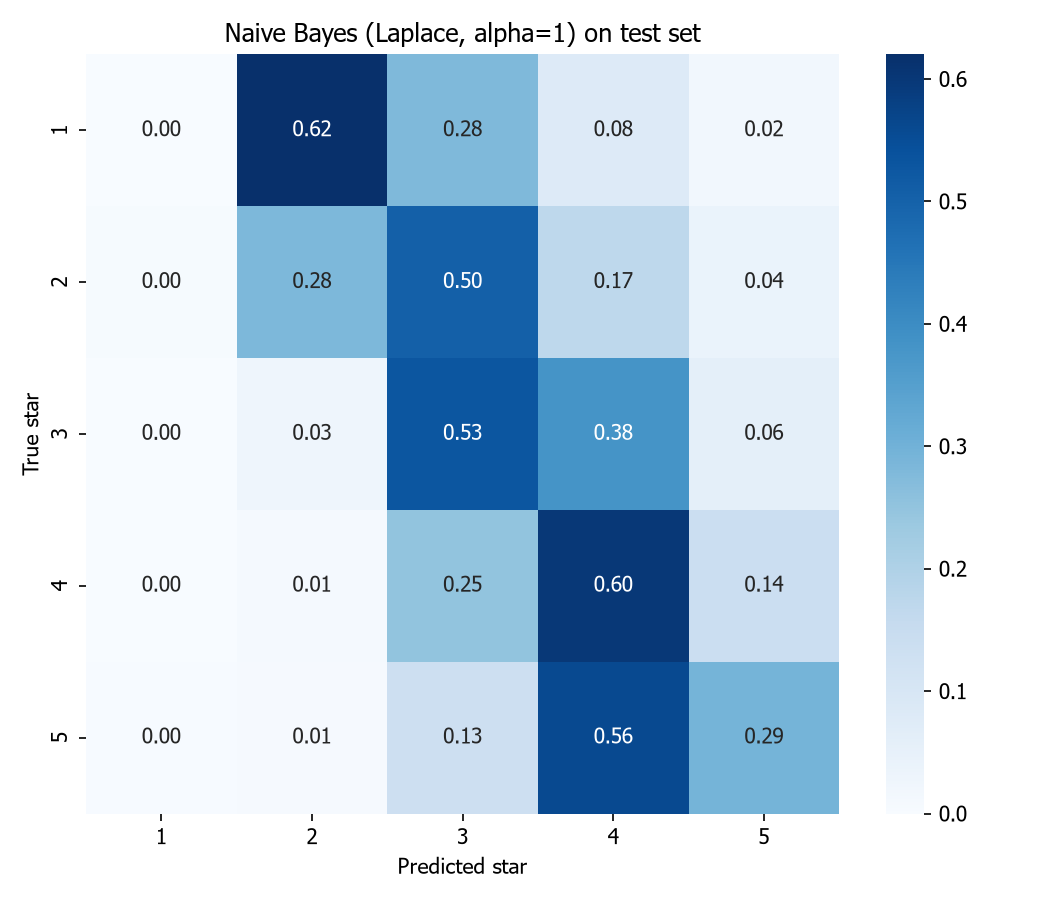 Naive Bayes (Laplace, alpha=1) on test set
True star
1 0.00 0.62 0.28 0.08 0.02
2 0.00 0.28 0.50 0.17 0.04
3 0.00 0.03 0.53 0.38 0.06
4 0.00 0.01 0.25 0.60 0.14
5 0.00 0.01 0.13 0.56 0.29
1 2 3 4 5
Predicted star
0.6
0.5
0.4
0.3
0.2
0.1
0.0